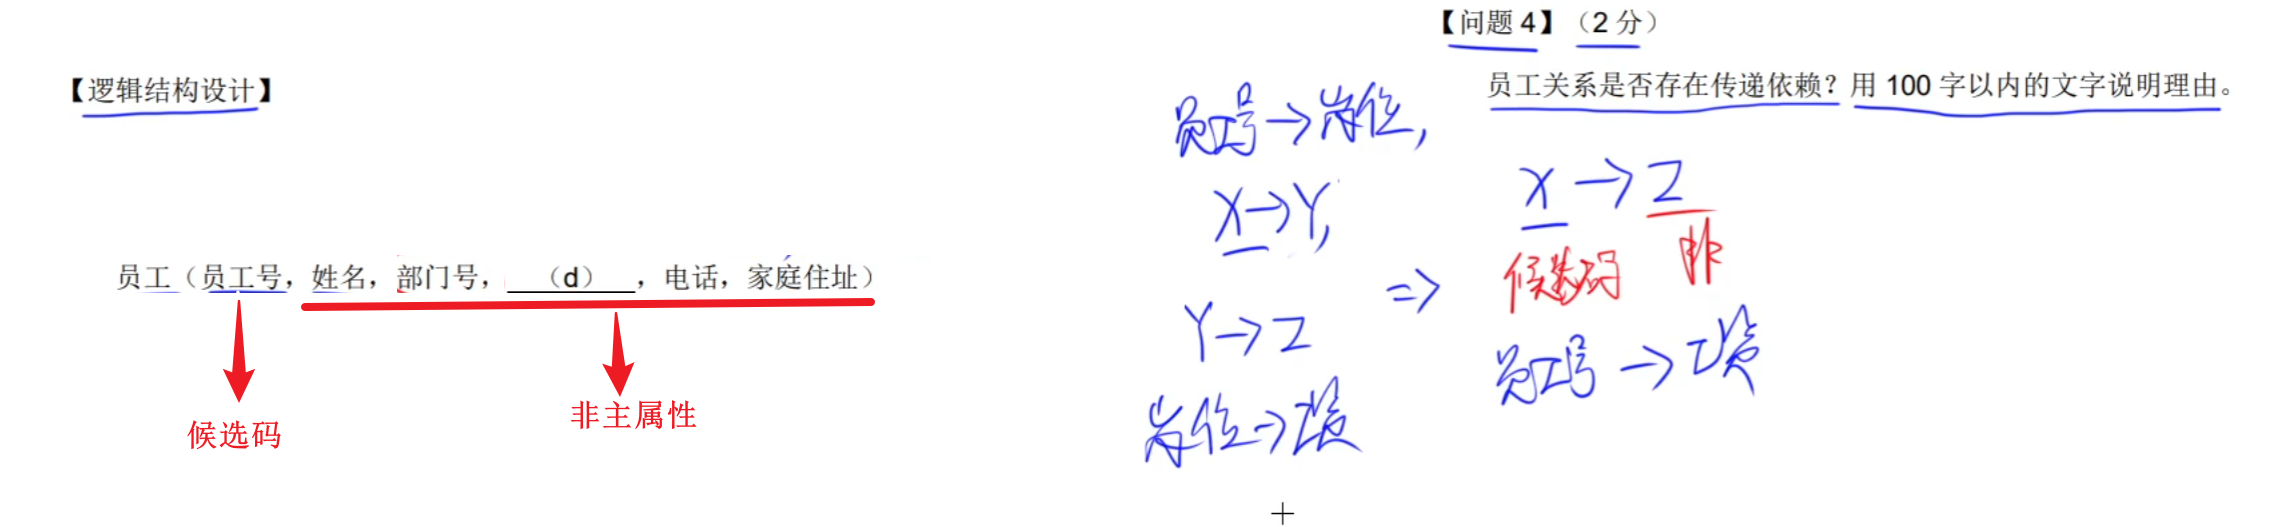 【逻辑结构设计】
员工（员工号，姓名，部门号，（d），电话，家庭住址）
候选码
非主属性
【问题 4】（2 分）
员工关系是否存在传递依赖？用 100 字以内的文字说明理由。
员工号→岗位,
X→Y,
Y→Z
岗位→工资
=>
X→Z
候选码 非
员工号→工资